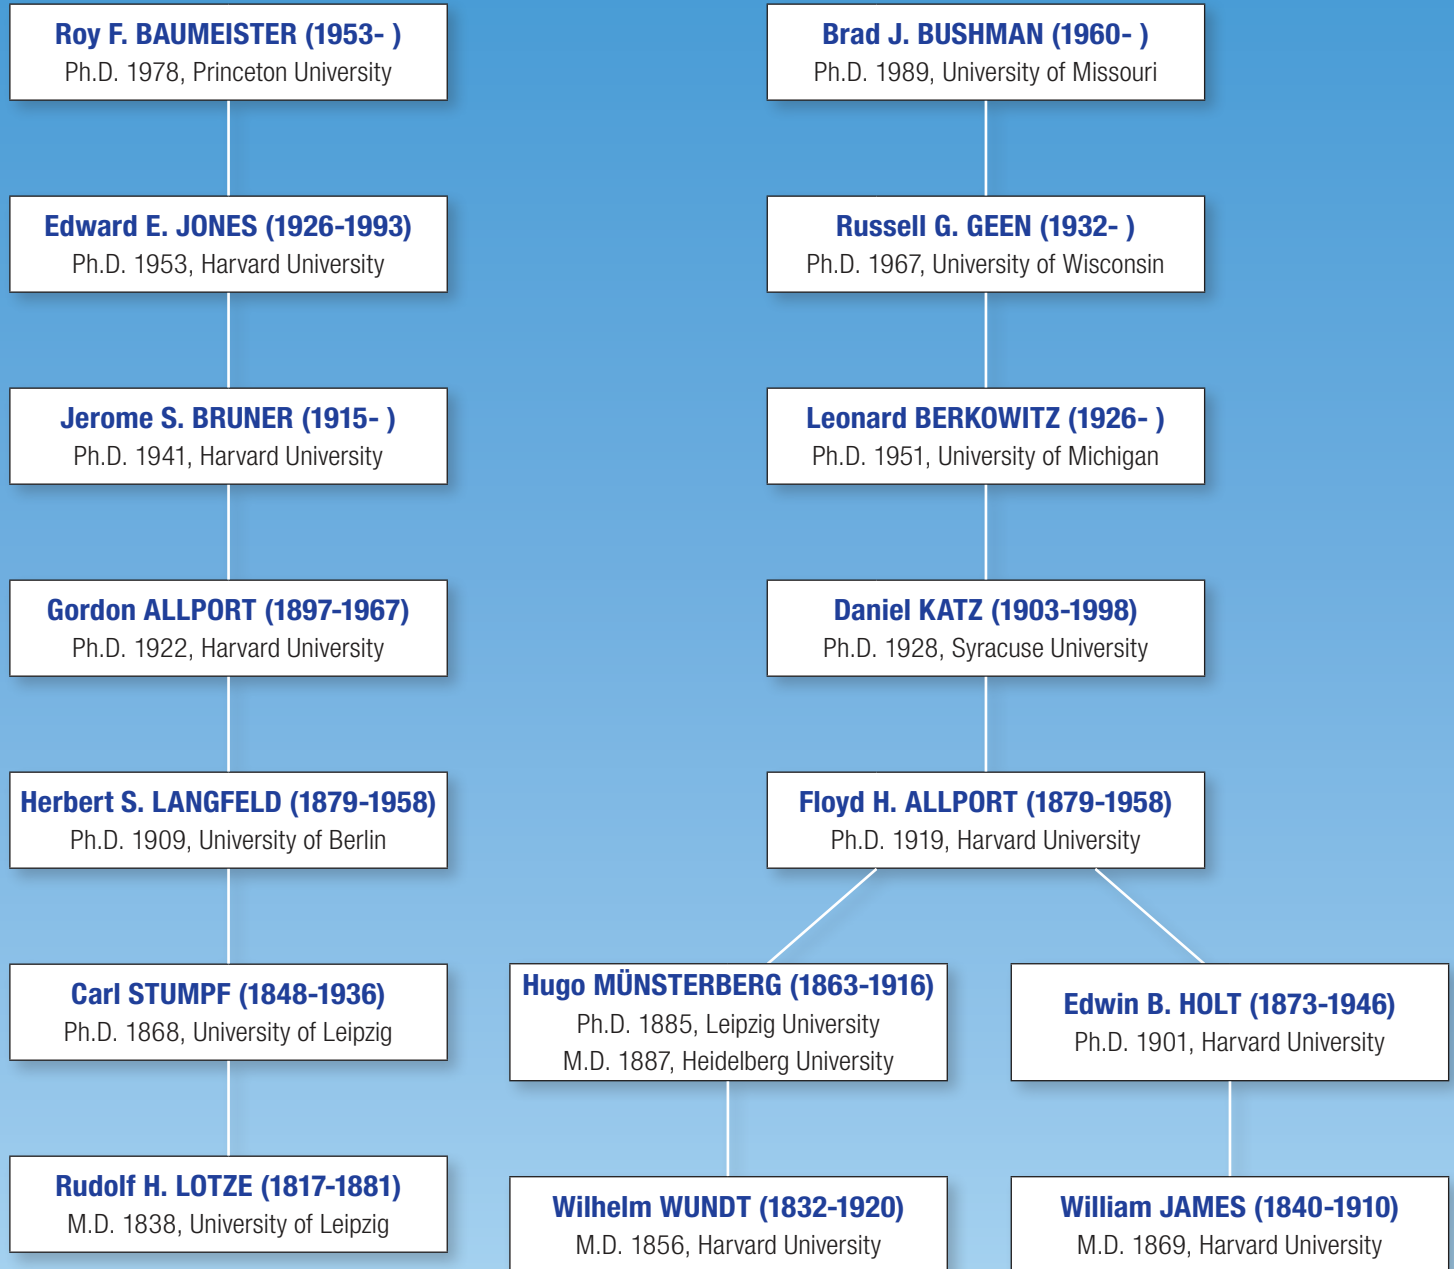 Roy F. BAUMEISTER (1953- )
Ph.D. 1978, Princeton University
Brad J. BUSHMAN (1960- )
Ph.D. 1989, University of Missouri
Edward E. JONES (1926-1993)
Ph.D. 1953, Harvard University
Russell G. GEEN (1932- )
Ph.D. 1967, University of Wisconsin
Jerome S. BRUNER (1915- )
Ph.D. 1941, Harvard University
Leonard BERKOWITZ (1926- )
Ph.D. 1951, University of Michigan
Gordon ALLPORT (1897-1967)
Ph.D. 1922, Harvard University
Daniel KATZ (1903-1998)
Ph.D. 1928, Syracuse University
Herbert S. LANGFELD (1879-1958)
Ph.D. 1909, University of Berlin
Floyd H. ALLPORT (1879-1958)
Ph.D. 1919, Harvard University
Carl STUMPF (1848-1936)
Ph.D. 1868, University of Leipzig
Hugo MÜNSTERBERG (1863-1916)
Ph.D. 1885, Leipzig University
M.D. 1887, Heidelberg University
Edwin B. HOLT (1873-1946)
Ph.D. 1901, Harvard University
Rudolf H. LOTZE (1817-1881)
M.D. 1838, University of Leipzig
Wilhelm WUNDT (1832-1920)
M.D. 1856, Harvard University
William JAMES (1840-1910)
M.D. 1869, Harvard University